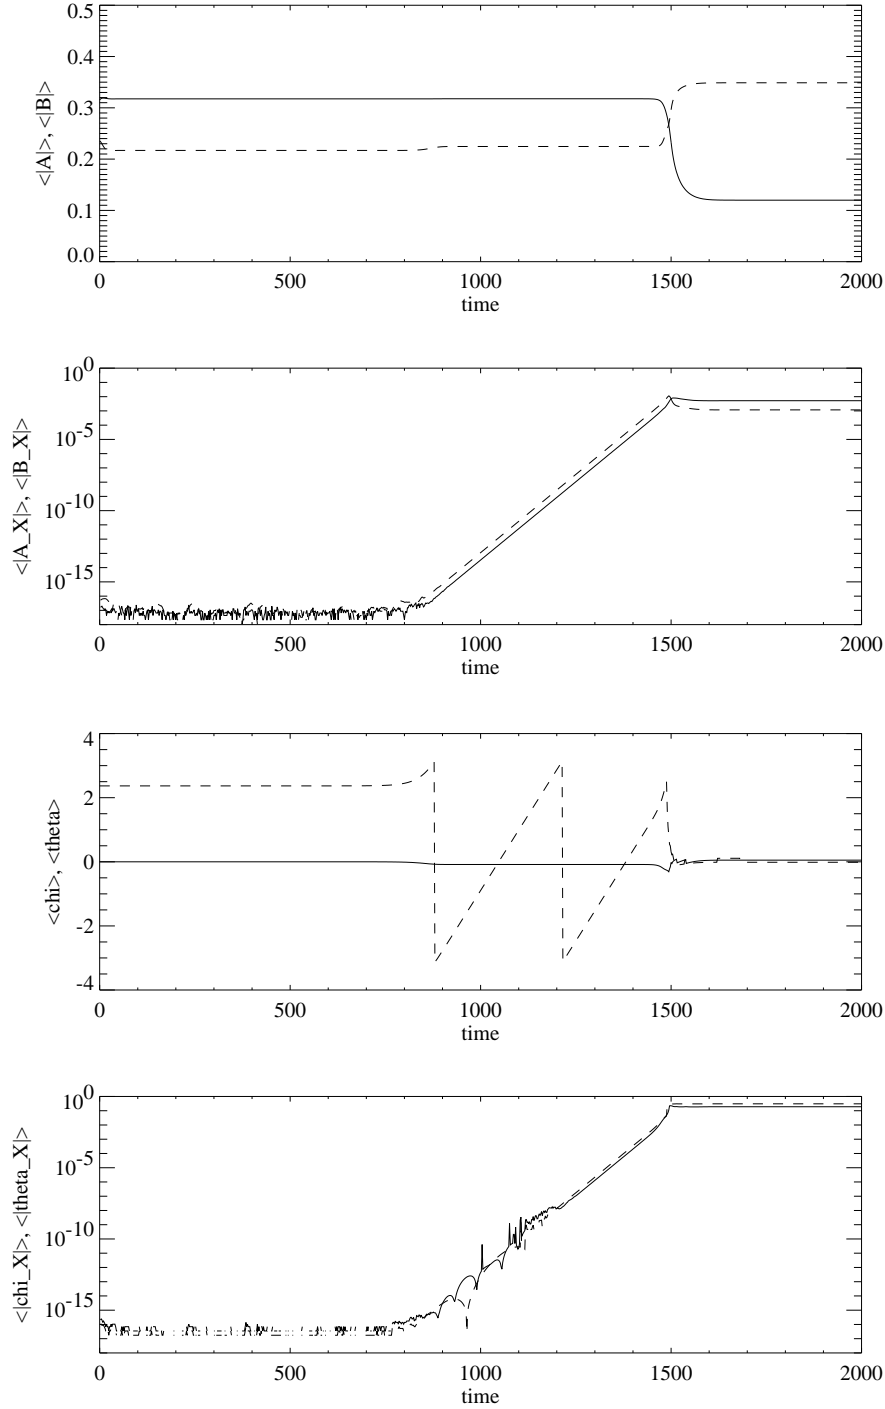 0.5
0.4
0.3
0.2
0.1
0.0
<|A|>, <|B|>
0 500 1000 1500 2000
time
10^0
10^-5
10^-10
10^-15
<|A_X|>, <|B_X|>
0 500 1000 1500 2000
time
4
2
0
-2
-4
<chi>, <theta>
0 500 1000 1500 2000
time
10^0
10^-5
10^-10
10^-15
<|chi_X|>, <|theta_X|>
0 500 1000 1500 2000
time